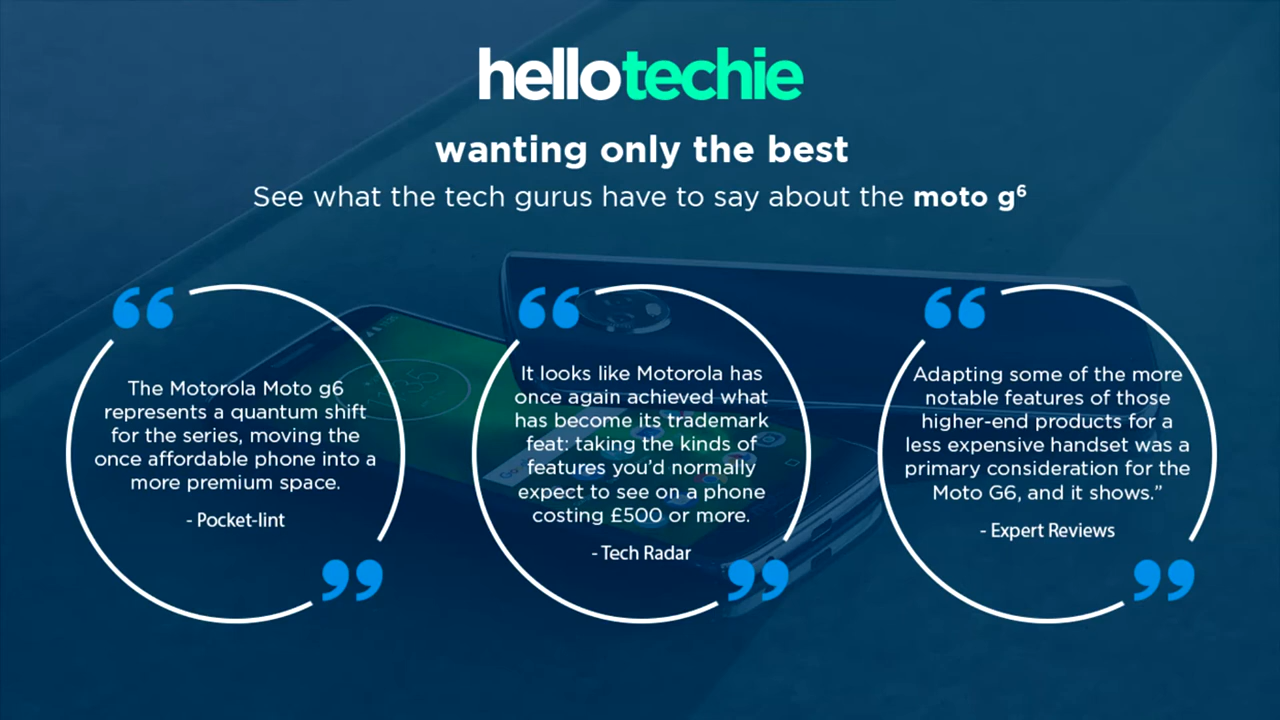 hellotechie
wanting only the best
See what the tech gurus have to say about the moto g⁶
The Motorola Moto g6
represents a quantum shift
for the series, moving the
once affordable phone into a
more premium space.
- Pocket-lint
It looks like Motorola has
once again achieved what
has become its trademark
feat: taking the kinds of
features you’d normally
expect to see on a phone
costing £500 or more.
- Tech Radar
Adapting some of the more
notable features of those
higher-end products for a
less expensive handset was a
primary consideration for the
Moto G6, and it shows.”
- Expert Reviews